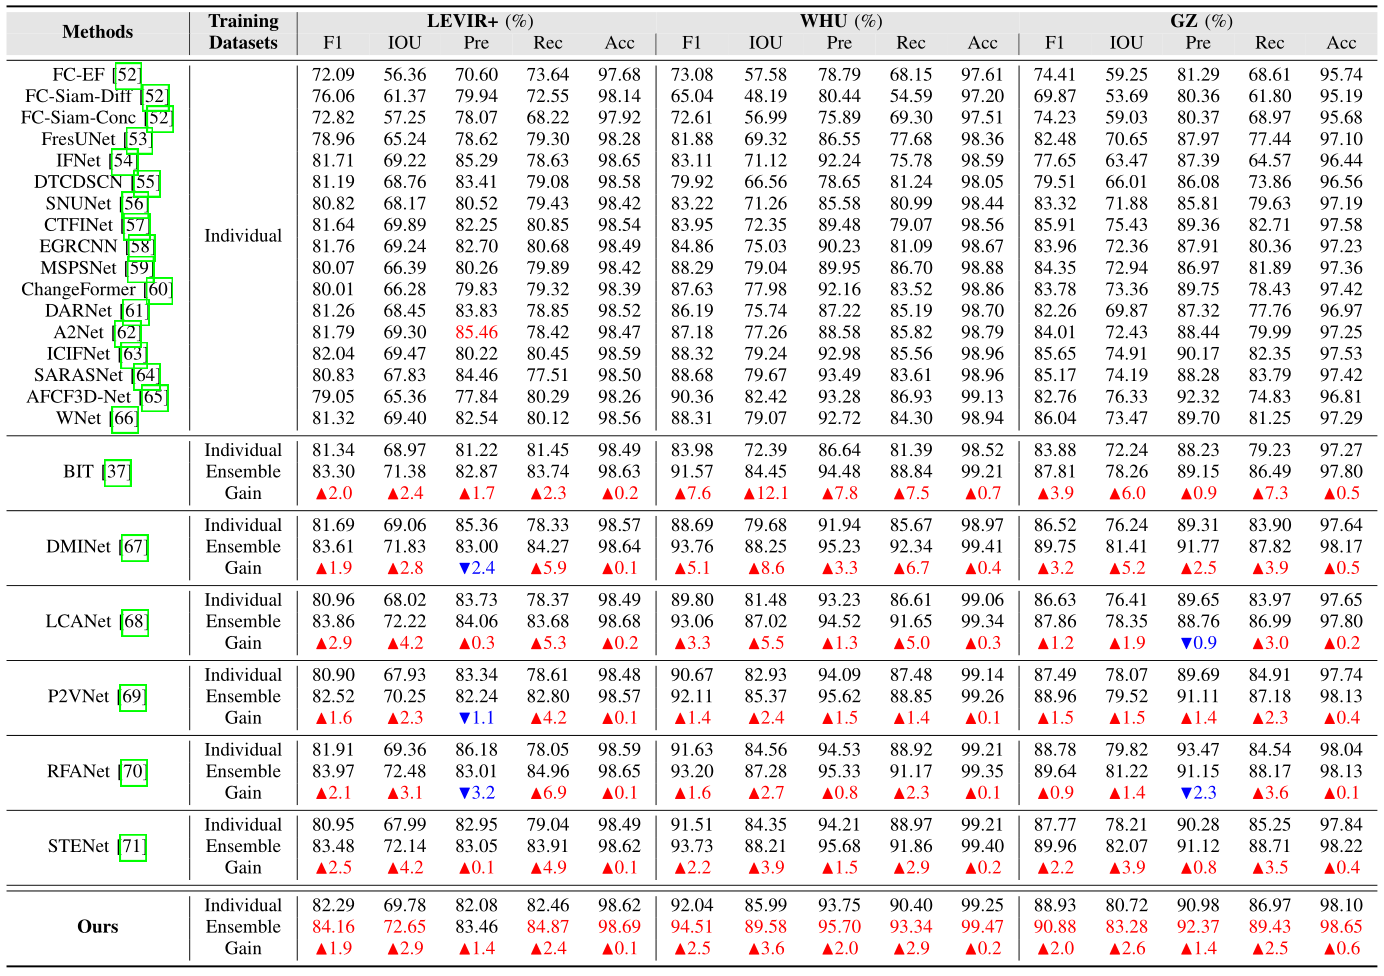 Methods Training Datasets LEVIR+ (%) WHU (%) GZ (%)
F1 IOU Pre Rec Acc F1 IOU Pre Rec Acc F1 IOU Pre Rec Acc
FC-EF [52] 72.09 56.36 70.60 73.64 97.68 73.08 57.58 78.79 68.15 97.61 74.41 59.25 81.29 68.61 95.74
FC-Siam-Diff [52] 76.06 61.37 79.94 72.55 98.14 65.04 48.19 80.44 54.59 97.20 69.87 53.69 80.36 61.80 95.19
FC-Siam-Conc [52] 72.82 57.25 78.07 68.22 97.92 72.61 56.99 75.89 69.30 97.51 74.23 59.03 80.37 68.97 95.68
FresUNet [53] 78.96 65.24 78.62 79.30 98.28 81.88 69.32 86.55 77.68 98.36 82.48 70.65 87.97 77.44 97.10
IFNet [54] 81.71 69.22 85.29 78.63 98.65 83.11 71.12 92.24 75.78 98.59 77.65 63.47 87.39 64.57 96.44
DTCDSCN [55] 81.19 68.76 83.41 79.08 98.58 79.92 66.56 78.65 81.24 98.05 79.51 66.01 86.08 73.86 96.56
SNUNet [56] 80.82 68.17 80.52 79.43 98.42 83.22 71.26 85.58 80.99 98.44 83.32 71.88 85.81 79.63 97.19
CTFINet [57] 81.64 69.89 82.25 80.85 98.54 83.95 72.35 89.48 79.07 98.56 85.91 75.43 89.36 82.71 97.58
Individual
EGRCNN [58] 81.76 69.24 82.70 80.68 98.49 84.86 75.03 90.23 81.09 98.67 83.96 72.36 87.91 80.36 97.23
MSPSNet [59] 80.07 66.39 80.26 79.89 98.42 88.29 79.04 89.95 86.70 98.88 84.35 72.94 86.97 81.89 97.36
ChangeFormer [60] 80.01 66.28 79.83 79.32 98.39 87.63 77.98 92.16 83.52 98.86 83.78 73.36 89.75 78.43 97.42
DARNet [61] 81.26 68.45 83.83 78.85 98.52 86.19 75.74 87.22 85.19 98.70 82.26 69.87 87.32 77.76 96.97
A2Net [62] 81.79 69.30 85.46 78.42 98.47 87.18 77.26 88.58 85.82 98.79 84.01 72.43 88.44 79.99 97.25
ICIFNet [63] 82.04 69.47 80.22 80.45 98.59 88.32 79.24 92.98 85.56 98.96 85.65 74.91 90.17 82.35 97.53
SARASNet [64] 80.83 67.83 84.46 77.51 98.50 88.68 79.67 93.49 83.61 98.96 85.17 74.19 88.28 83.79 97.42
AFCF3D-Net [65] 79.05 65.36 77.84 80.29 98.26 90.36 82.42 93.28 86.93 99.13 82.76 76.33 92.32 74.83 96.81
WNet [66] 81.32 69.40 82.54 80.12 98.56 88.31 79.07 92.72 84.30 98.94 86.04 73.47 89.70 81.25 97.29
Individual 81.34 68.97 81.22 81.45 98.49 83.98 72.39 86.64 81.39 98.52 83.88 72.24 88.23 79.23 97.27
BIT [37] Ensemble 83.30 71.38 82.87 83.74 98.63 91.57 84.45 94.48 88.84 99.21 87.81 78.26 89.15 86.49 97.80
Gain ▲2.0 ▲2.4 ▲1.7 ▲2.3 ▲0.2 ▲7.6 ▲12.1 ▲7.8 ▲7.5 ▲0.7 ▲3.9 ▲6.0 ▲0.9 ▲7.3 ▲0.5
Individual 81.69 69.06 85.36 78.33 98.57 88.69 79.68 91.94 85.67 98.97 86.52 76.24 89.31 83.90 97.64
DMINet [67] Ensemble 83.61 71.83 83.00 84.27 98.64 93.76 88.25 95.23 92.34 99.41 89.75 81.41 91.77 87.82 98.17
Gain ▲1.9 ▲2.8 ▼2.4 ▲5.9 ▲0.1 ▲5.1 ▲8.6 ▲3.3 ▲6.7 ▲0.4 ▲3.2 ▲5.2 ▲2.5 ▲3.9 ▲0.5
Individual 80.96 68.02 83.73 78.37 98.49 89.80 81.48 93.23 86.61 99.06 86.63 76.41 89.65 83.97 97.65
LCANet [68] Ensemble 83.86 72.22 84.06 83.68 98.68 93.06 87.02 94.52 91.65 99.34 87.86 78.35 88.76 86.99 97.80
Gain ▲2.9 ▲4.2 ▲0.3 ▲5.3 ▲0.2 ▲3.3 ▲5.5 ▲1.3 ▲5.0 ▲0.3 ▲1.2 ▲1.9 ▼0.9 ▲3.0 ▲0.2
Individual 80.90 67.93 83.34 78.61 98.48 90.67 82.93 94.09 87.48 99.14 87.49 78.07 89.69 84.91 97.74
P2VNet [69] Ensemble 82.52 70.25 82.24 82.80 98.57 92.11 85.37 95.62 88.85 99.26 88.96 79.52 91.11 87.18 98.13
Gain ▲1.6 ▲2.3 ▼1.1 ▲4.2 ▲0.1 ▲1.4 ▲2.4 ▲1.5 ▲1.4 ▲0.1 ▲1.5 ▲1.5 ▲1.4 ▲2.3 ▲0.4
Individual 81.91 69.36 86.18 78.05 98.59 91.63 84.56 94.53 88.92 99.21 88.78 79.82 93.47 84.54 98.04
RFANet [70] Ensemble 83.97 72.48 83.01 84.96 98.65 93.20 87.28 95.33 91.17 99.35 89.64 81.22 91.15 88.17 98.13
Gain ▲2.1 ▲3.1 ▼3.2 ▲6.9 ▲0.1 ▲1.6 ▲2.7 ▲0.8 ▲2.3 ▲0.1 ▲0.9 ▲1.4 ▼2.3 ▲3.6 ▲0.1
Individual 80.95 67.99 82.95 79.04 98.49 91.51 84.35 94.21 88.97 99.21 87.77 78.21 90.28 85.25 97.84
STENet [71] Ensemble 83.48 72.14 83.05 83.91 98.62 93.73 88.21 95.68 91.86 99.40 89.96 82.07 91.12 88.71 98.22
Gain ▲2.5 ▲4.2 ▲0.1 ▲4.9 ▲0.1 ▲2.2 ▲3.9 ▲1.5 ▲2.9 ▲0.2 ▲2.2 ▲3.9 ▲0.8 ▲3.5 ▲0.4
Individual 82.29 69.78 82.08 82.46 98.62 92.04 85.99 93.75 90.40 99.25 88.93 80.72 90.98 86.97 98.10
Ours Ensemble 84.16 72.65 83.46 84.87 98.69 94.51 89.58 95.70 93.34 99.47 90.88 83.28 92.37 89.43 98.65
Gain ▲1.9 ▲2.9 ▲1.4 ▲2.4 ▲0.1 ▲2.5 ▲3.6 ▲2.0 ▲2.9 ▲0.2 ▲2.0 ▲2.6 ▲1.4 ▲2.5 ▲0.6